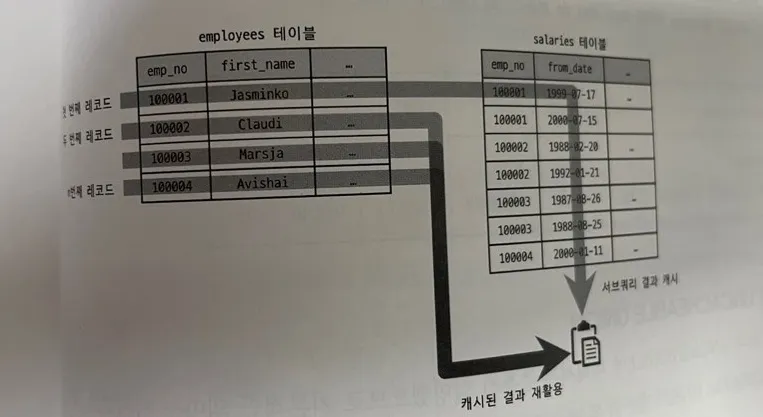 employees 테이블
emp_no first_name …
100001 Jasminko …
100002 Claudi …
100003 Marsja …
100004 Avishai …
첫 번째 레코드
두 번째 레코드
n번째 레코드
salaries 테이블
emp_no from_date …
100001 1999-07-17 …
100001 2000-07-15
100002 1988-02-20 …
100002 1992-01-21
100003 1987-08-26 …
100003 1988-08-25
100004 2000-01-11 …
서브쿼리 결과 캐시
캐시된 결과 재활용